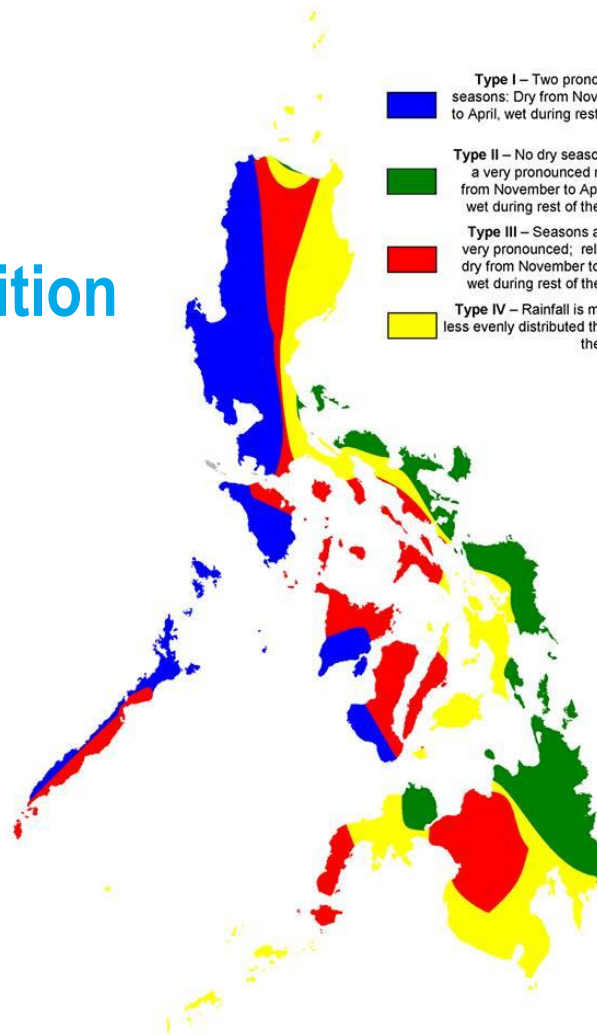 ition
Type I – Two prono
seasons: Dry from Nov
to April, wet during rest
Type II – No dry seaso
a very pronounced r
from November to Ap
wet during rest of the
Type III – Seasons a
very pronounced; rel
dry from November to
wet during rest of the
Type IV – Rainfall is m
less evenly distributed th
the